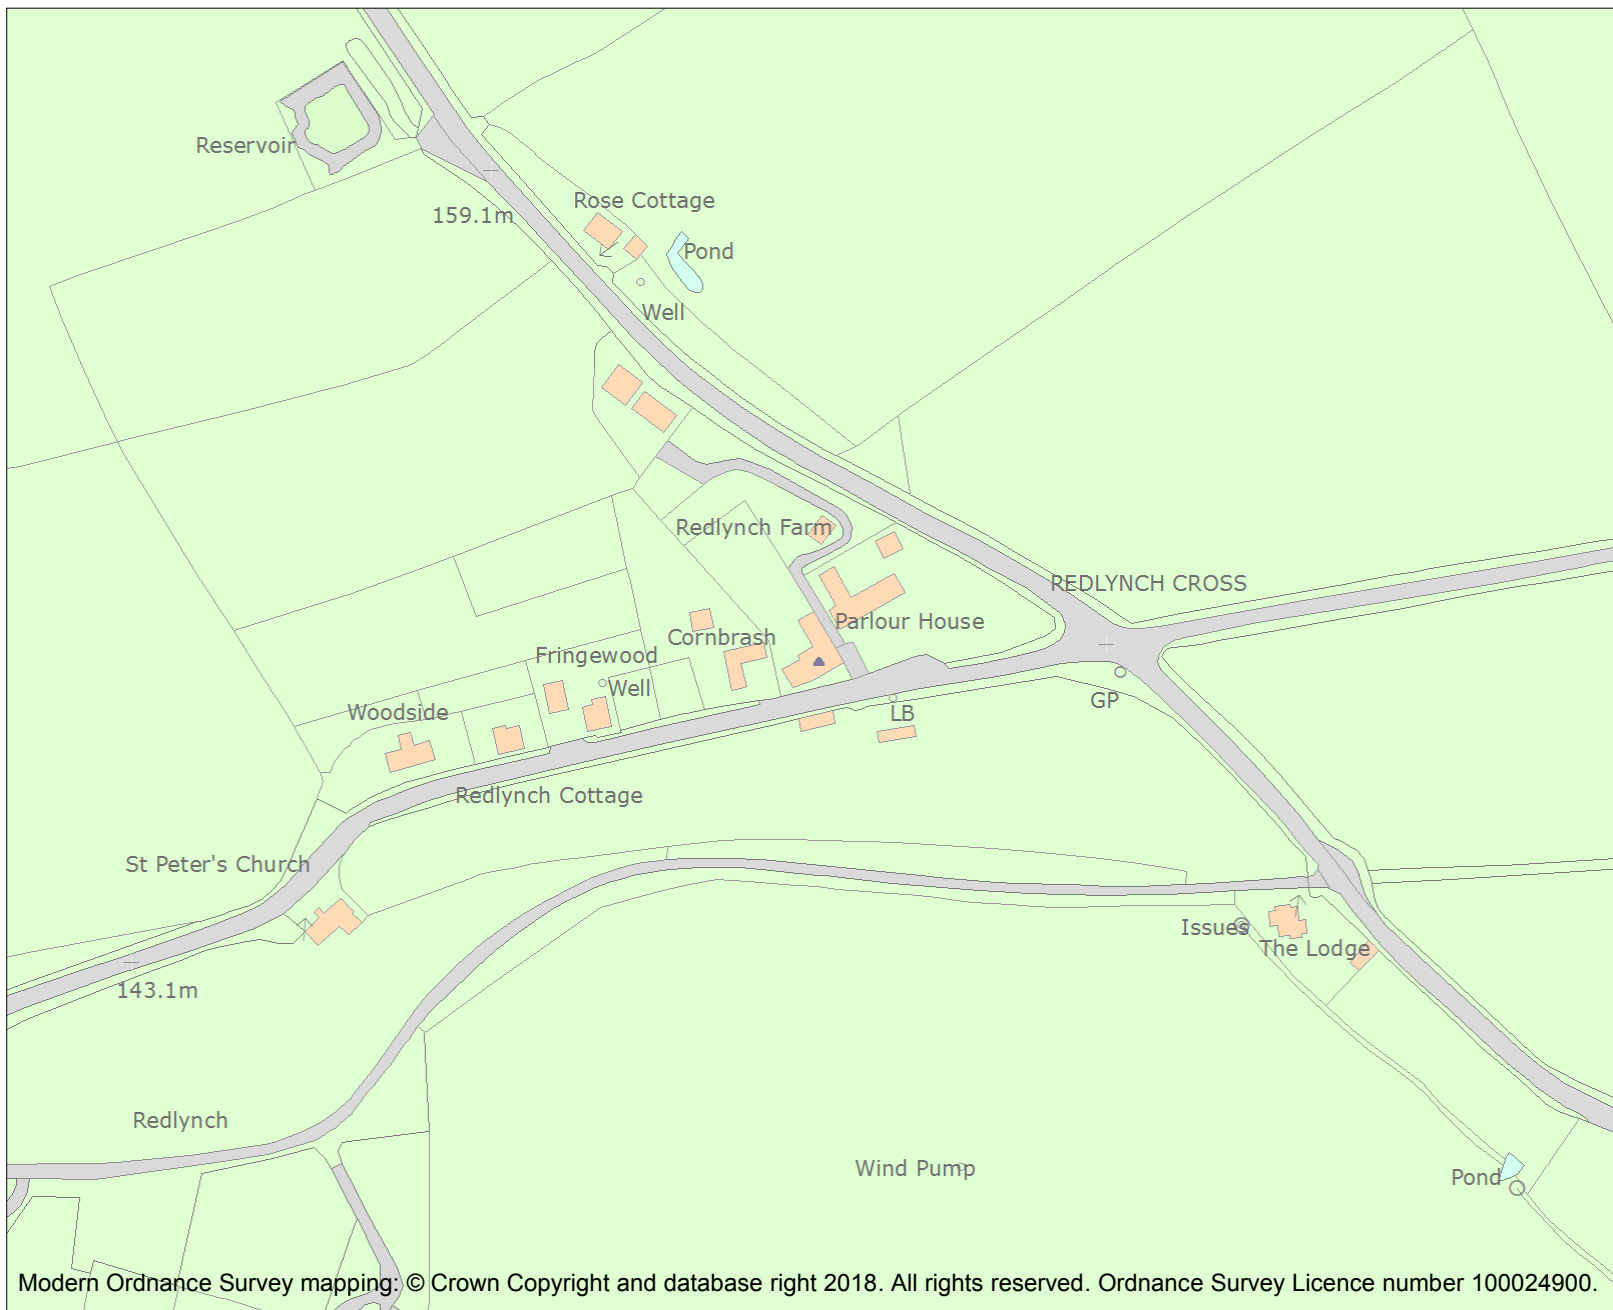 Reservoir
Rose Cottage
159.1m
Pond
Well
Redlynch Farm
REDLYNCH CROSS
Parlour House
Cornbrash
Fringewood
Well
GP
LB
Woodside
Redlynch Cottage
St Peter's Church
Issues
The Lodge
143.1m
Redlynch
Wind Pump
Pond
Modern Ordnance Survey mapping: © Crown Copyright and database right 2018. All rights reserved. Ordnance Survey Licence number 100024900.